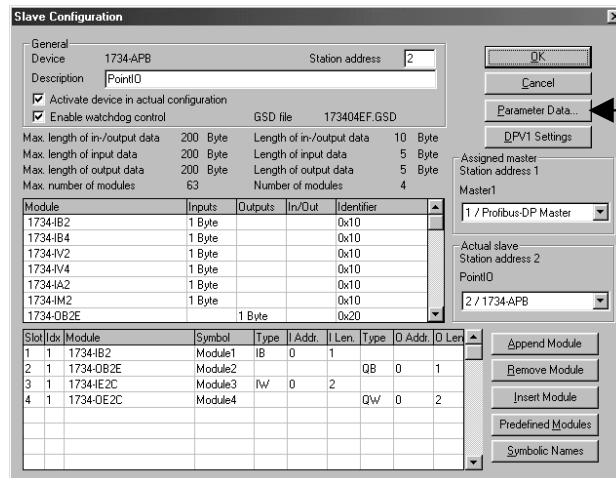 Slave Configuration
General
Device 1734-APB Station address 2
Description PointIO
Activate device in actual configuration
Enable watchdog control GSD file 173404EF.GSD
Max. length of in-/output data 200 Byte Length of in-/output data 10 Byte
Max. length of input data 200 Byte Length of input data 5 Byte
Max. length of output data 200 Byte Length of output data 5 Byte
Max. number of modules 63 Number of modules 4
OK
Cancel
Parameter Data...
DPV1 Settings
Assigned master
Station address 1
Master1
1 / Profibus-DP Master
Actual slave
Station address 2
PointIO
2 / 1734-APB
Module Inputs Outputs In/Out Identifier
1734-IB2 1 Byte 0x10
1734-IB4 1 Byte 0x10
1734-IV2 1 Byte 0x10
1734-IV4 1 Byte 0x10
1734-IA2 1 Byte 0x10
1734-IM2 1 Byte 0x10
1734-OB2E 1 Byte 0x20
Slot Idx Module Symbol Type I Addr. I Len. Type O Addr. O Len
1 1 1734-IB2 Module1 IB 0 1
2 1 1734-OB2E Module2 QB 0 1
3 1 1734-IE2C Module3 IW 0 2
4 1 1734-OE2C Module4 QW 0 2
Append Module
Remove Module
Insert Module
Predefined Modules
Symbolic Names